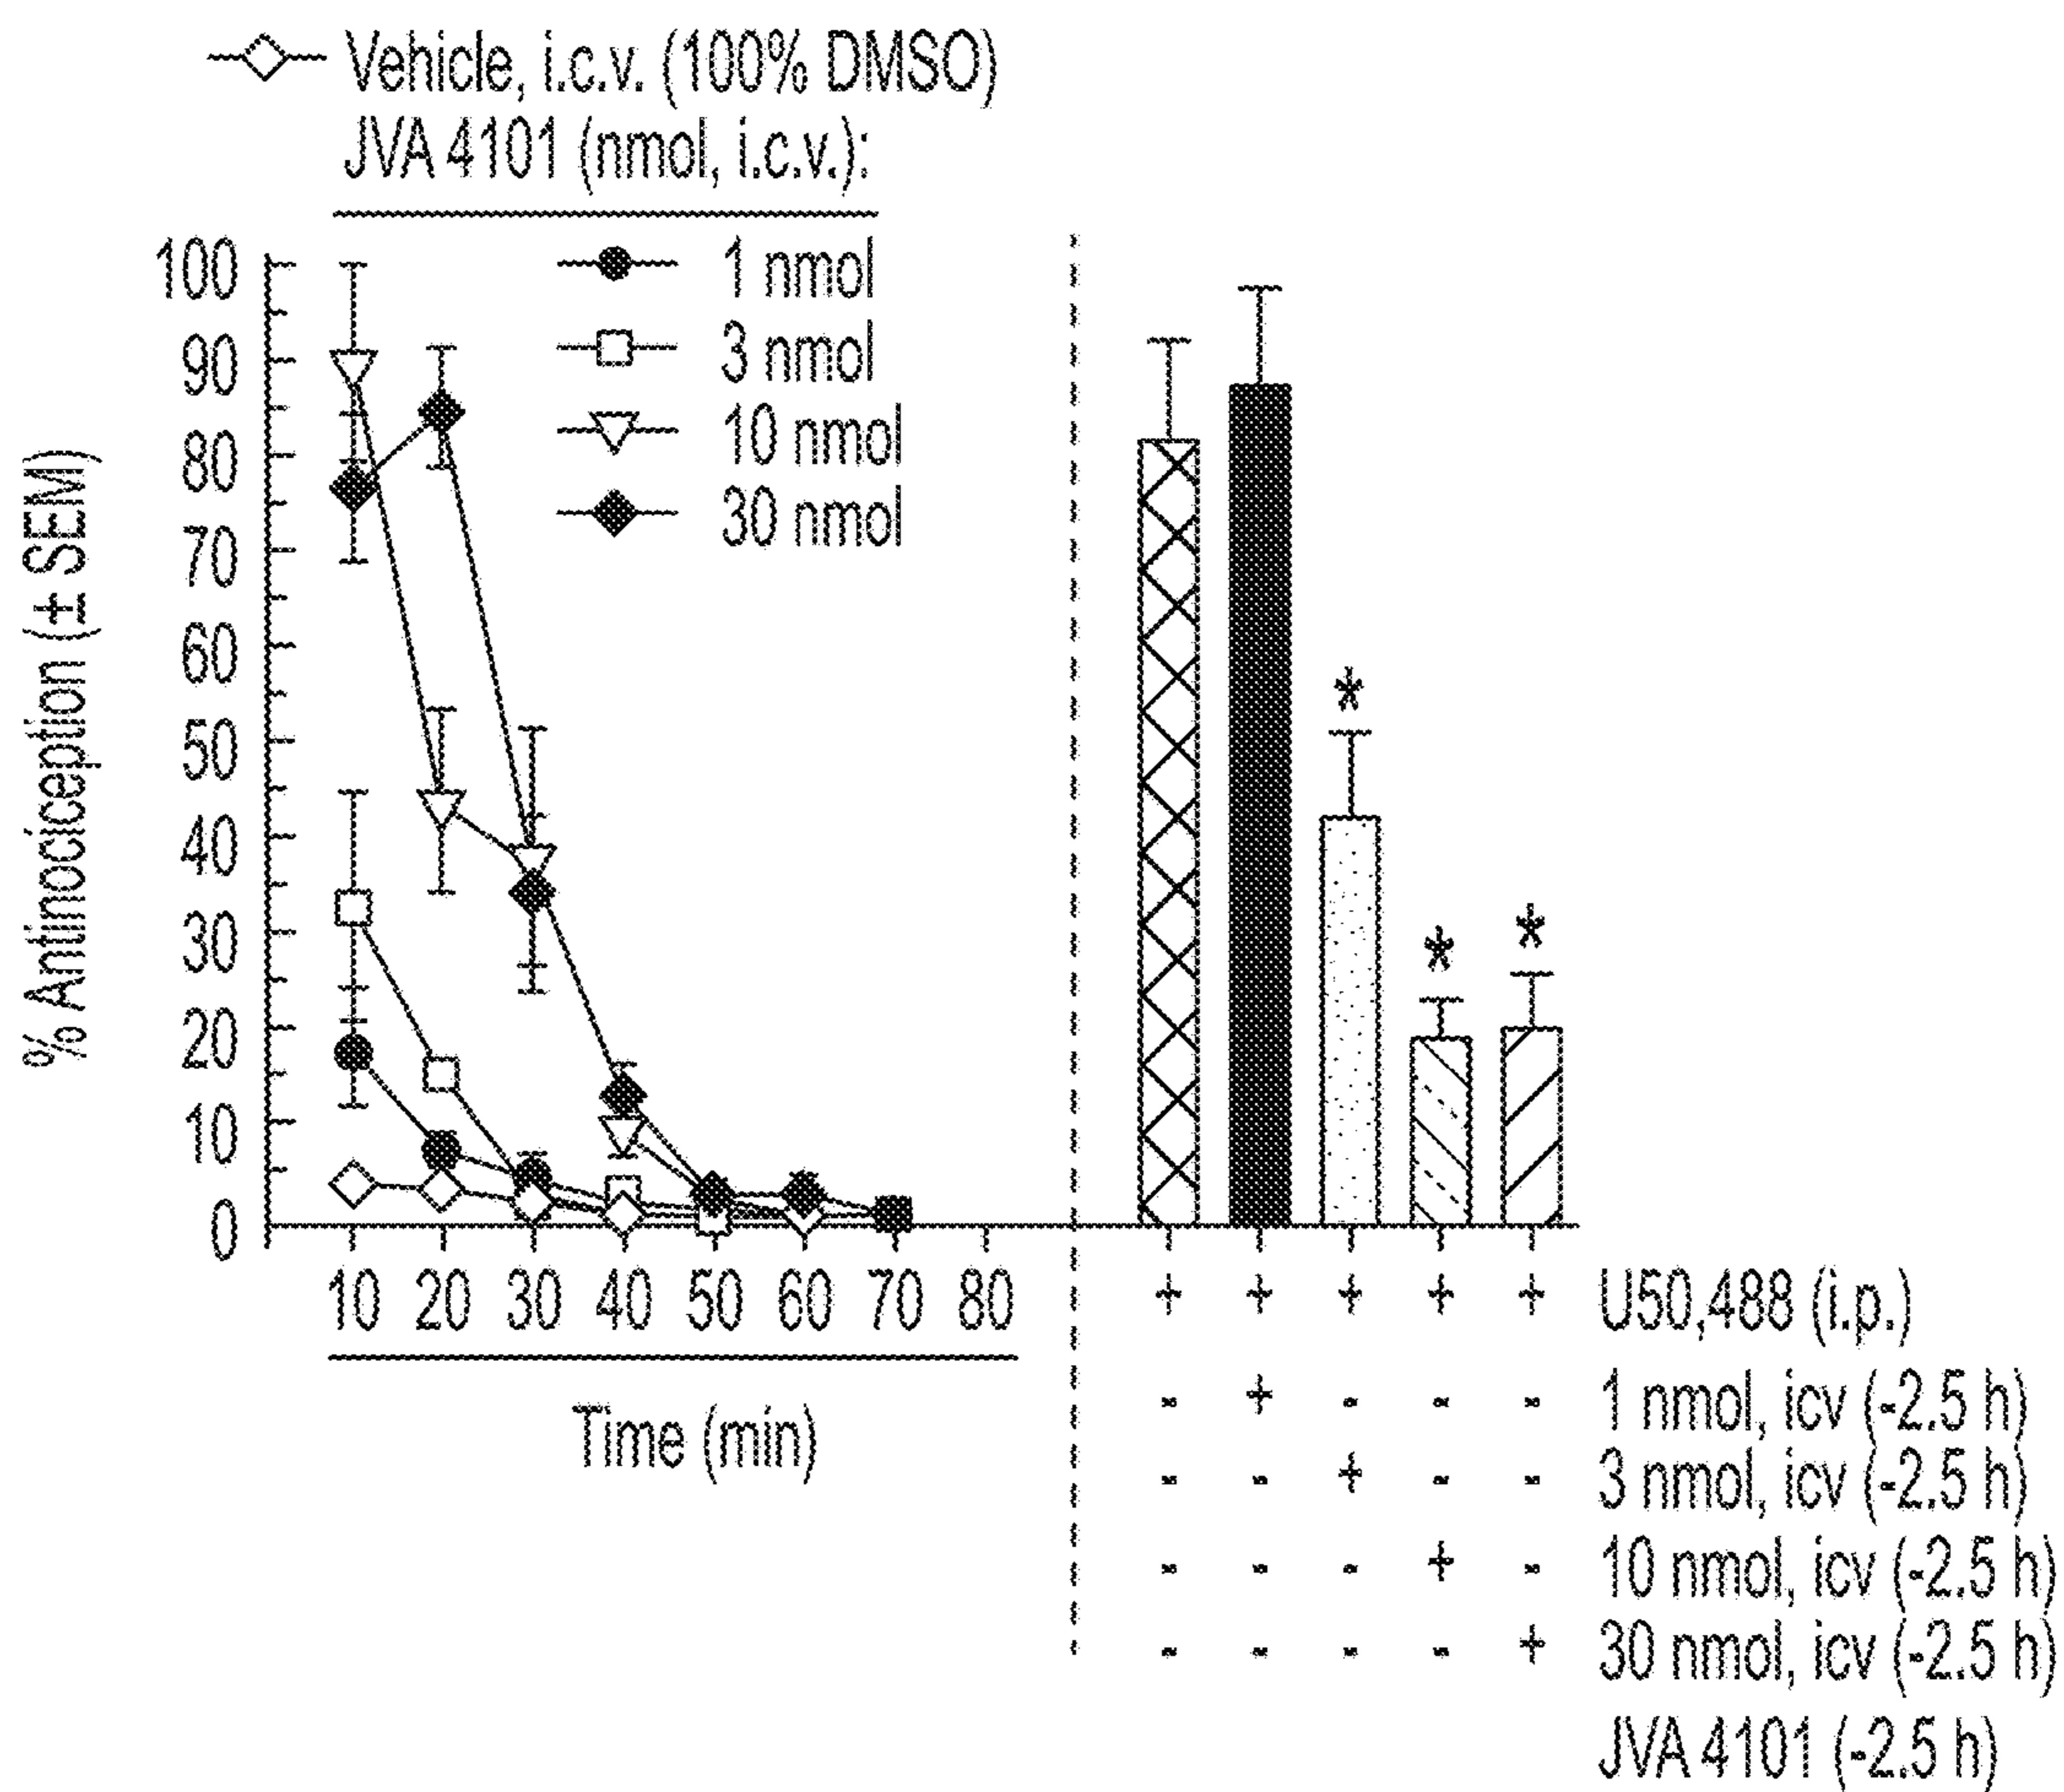 Vehicle, i.c.v. (100% DMSO)
JVA 4101 (nmol, i.c.v.):
1 nmol
3 nmol
10 nmol
30 nmol
% Antinociception (± SEM)
100
90
80
70
60
50
40
30
20
10
0
10 20 30 40 50 60 70 80
Time (min)
* * *
+ + + + + U50,488 (i.p.)
- + - - - 1 nmol, icv (-2.5 h)
- - + - - 3 nmol, icv (-2.5 h)
- - - + - 10 nmol, icv (-2.5 h)
- - - - + 30 nmol, icv (-2.5 h)
JVA 4101 (-2.5 h)